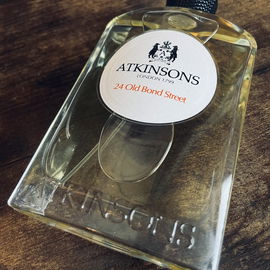 ATKINSONS
LONDON 1799
24 Old Bond Street
ATKINSONS